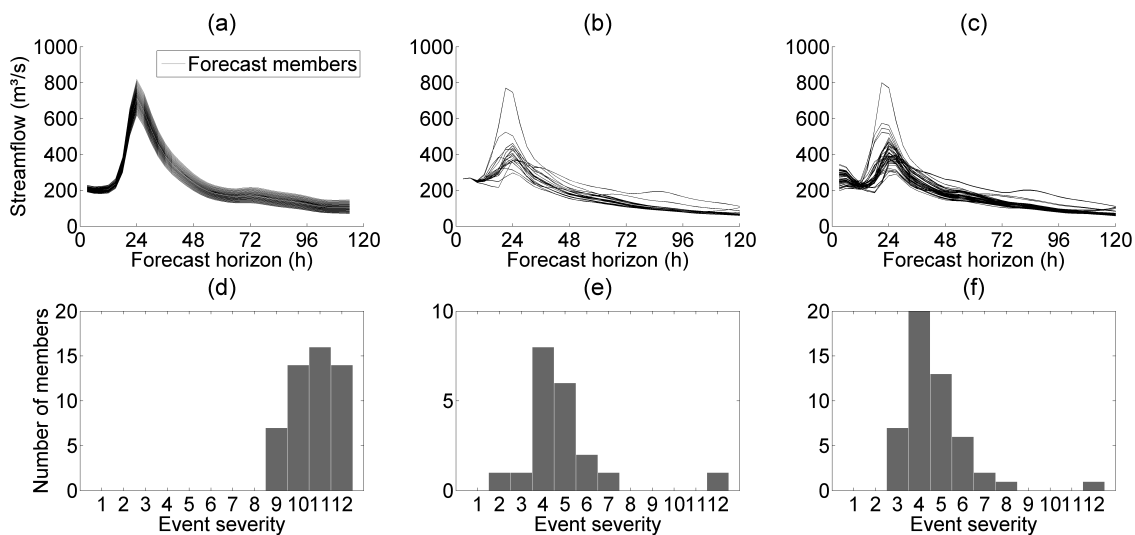 (a) (b) (c)
1000 1000 1000
Forecast members
800 800 800
600 600 600
400 400 400
200 200 200
0 0 0
Streamflow (m³/s)
0 24 48 72 96 120 0 24 48 72 96 120 0 24 48 72 96 120
Forecast horizon (h) Forecast horizon (h) Forecast horizon (h)
(d) (e) (f)
20 10 20
15 15
10 5 10
5 5
0 0 0
Number of members
1 2 3 4 5 6 7 8 9 10 11 12 1 2 3 4 5 6 7 8 9 10 11 12 1 2 3 4 5 6 7 8 9 10 11 12
Event severity Event severity Event severity